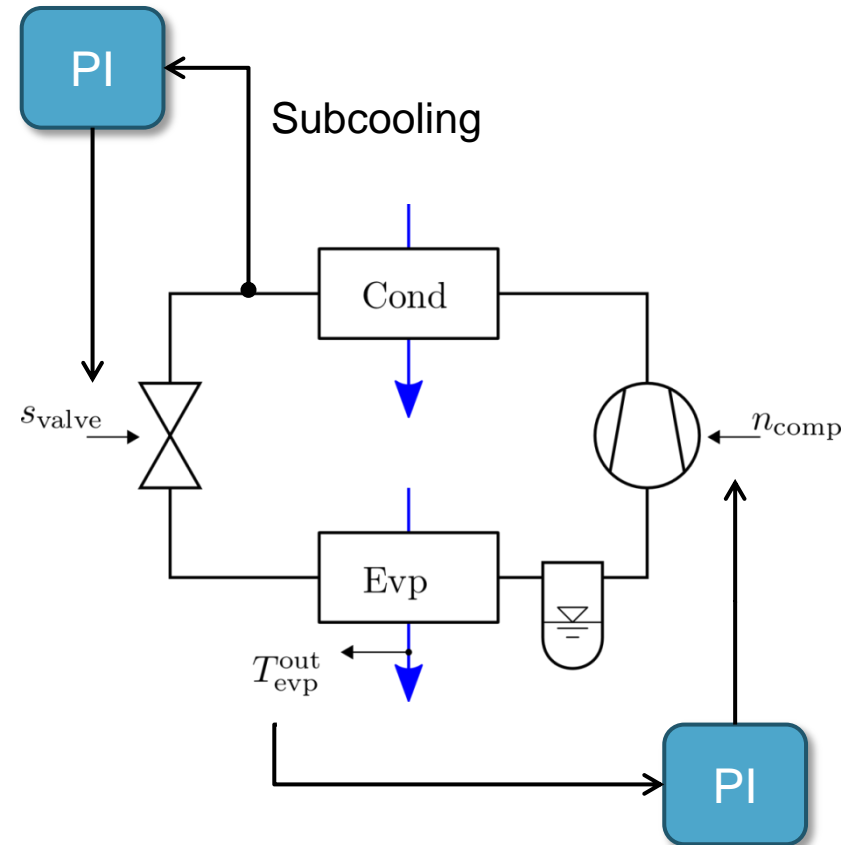 PI
Subcooling
Cond
s_valve
n_comp
Evp
T_evp^out
PI